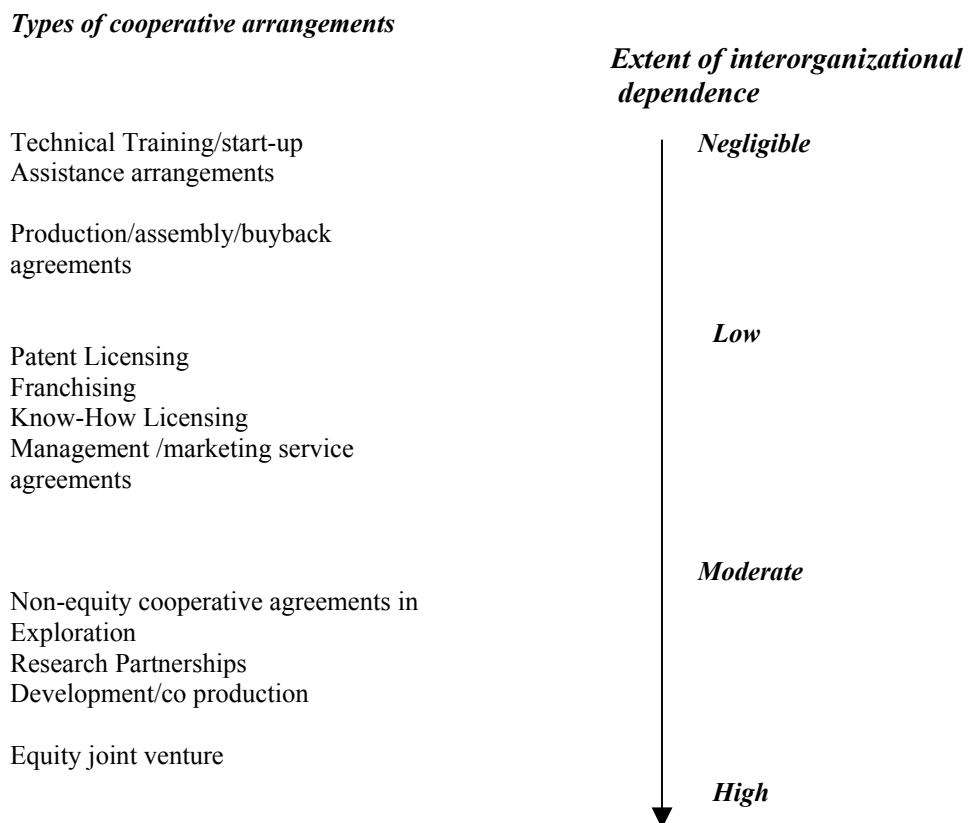 Types of cooperative arrangements
Extent of interorganizational
dependence
Technical Training/start-up
Assistance arrangements
Negligible
Production/assembly/buyback
agreements
Low
Patent Licensing
Franchising
Know-How Licensing
Management /marketing service
agreements
Moderate
Non-equity cooperative agreements in
Exploration
Research Partnerships
Development/co production
Equity joint venture
High